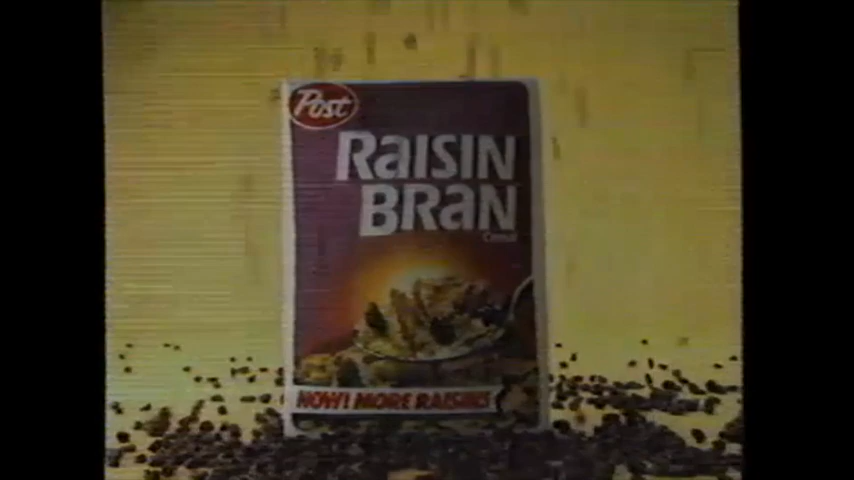 Post
RAISIN
BRAN
Cereal
NOW! MORE RAISINS